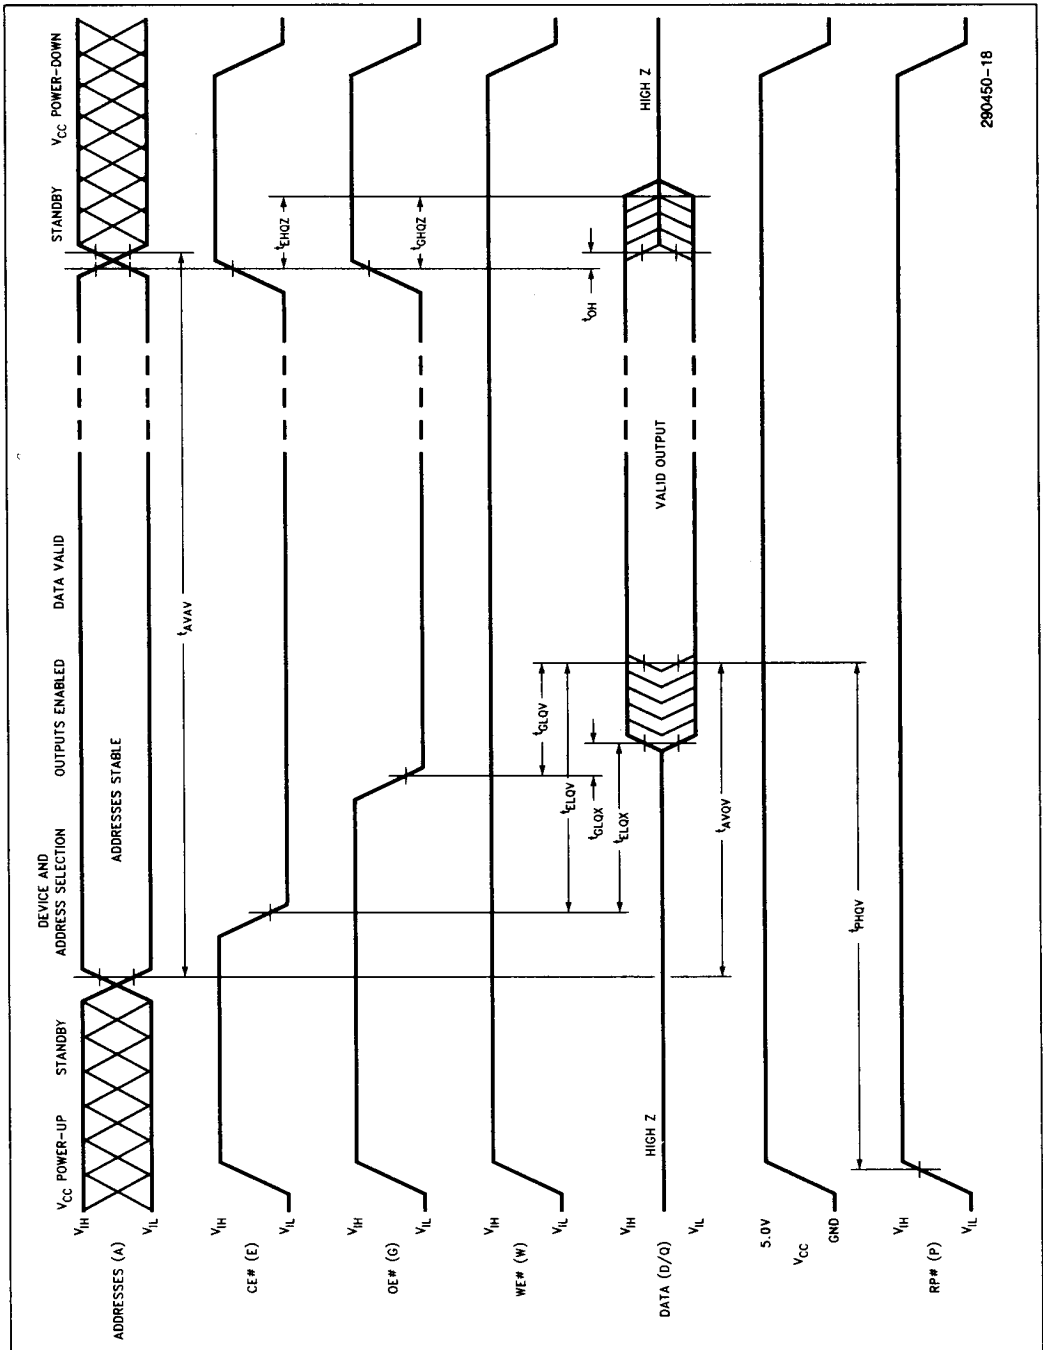 V_CC POWER-UP
STANDBY
DEVICE AND
ADDRESS SELECTION
OUTPUTS ENABLED
DATA VALID
STANDBY
V_CC POWER-DOWN
ADDRESSES (A)
V_IH
V_IL
ADDRESSES STABLE
t_AVAV
CE# (E)
V_IH
V_IL
t_EHQZ
OE# (G)
V_IH
V_IL
t_GHQZ
WE# (W)
V_IH
V_IL
t_GLQV
t_ELQV
t_GLQX
t_ELQX
t_OH
DATA (D/Q)
V_IH
V_IL
HIGH Z
VALID OUTPUT
HIGH Z
t_AVQV
5.0V
V_CC
GND
t_PHQV
RP# (P)
V_IH
V_IL
290450-18